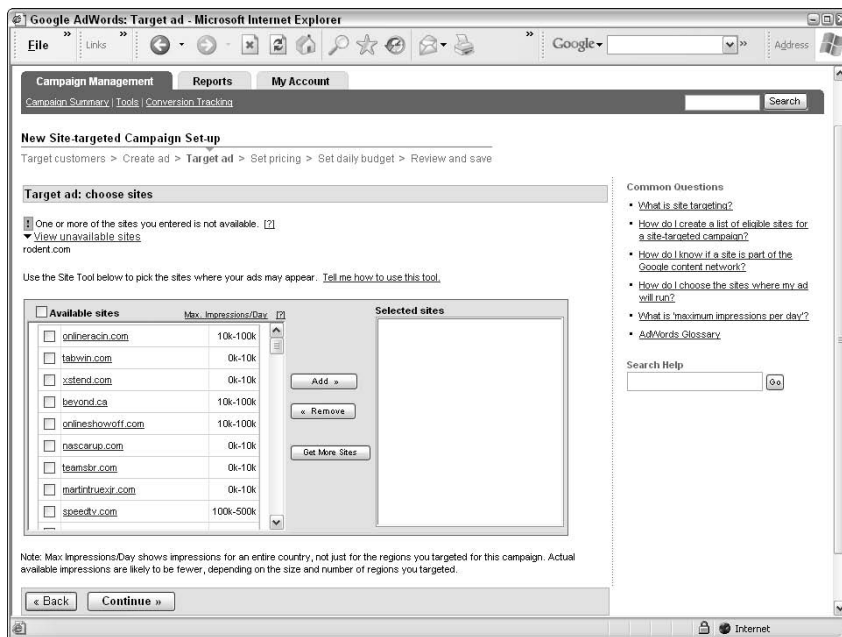 Google AdWords: Target ad - Microsoft Internet Explorer
File » Links » » Google » Address
Campaign Management Reports My Account
Campaign Summary | Tools | Conversion Tracking Search
New Site-targeted Campaign Set-up
Target customers > Create ad > Target ad > Set pricing > Set daily budget > Review and save
Target ad: choose sites
! One or more of the sites you entered is not available. [?]
View unavailable sites
rodent.com
Use the Site Tool below to pick the sites where your ads may appear. Tell me how to use this tool.
Available sites Max. Impressions/Day [?]
onlineracin.com 10k-100k
tabwin.com 0k-10k
xstend.com 0k-10k
beyond.ca 10k-100k
onlineshowoff.com 10k-100k
nascarup.com 0k-10k
teamsbr.com 0k-10k
martintruexjr.com 0k-10k
speedtv.com 100k-500k
Add »
« Remove
Get More Sites
Selected sites
Note: Max Impressions/Day shows impressions for an entire country, not just for the regions you targeted for this campaign. Actual
available impressions are likely to be fewer, depending on the size and number of regions you targeted.
« Back Continue »
Common Questions
What is site targeting?
How do I create a list of eligible sites for
a site-targeted campaign?
How do I know if a site is part of the
Google content network?
How do I choose the sites where my ad
will run?
What is 'maximum impressions per day'?
AdWords Glossary
Search Help
Go
Internet